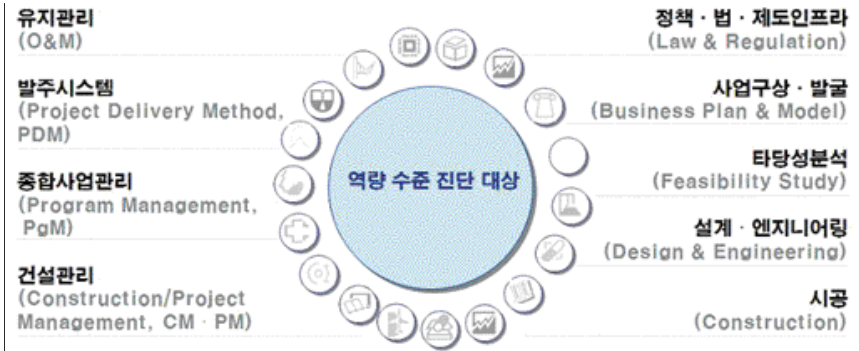 유지관리
(O&M)
발주시스템
(Project Delivery Method,
PDM)
종합사업관리
(Program Management,
PgM)
건설관리
(Construction/Project
Management, CM · PM)
역량 수준 진단 대상
정책 · 법 · 제도인프라
(Law & Regulation)
사업구상 · 발굴
(Business Plan & Model)
타당성분석
(Feasibility Study)
설계 · 엔지니어링
(Design & Engineering)
시공
(Construction)